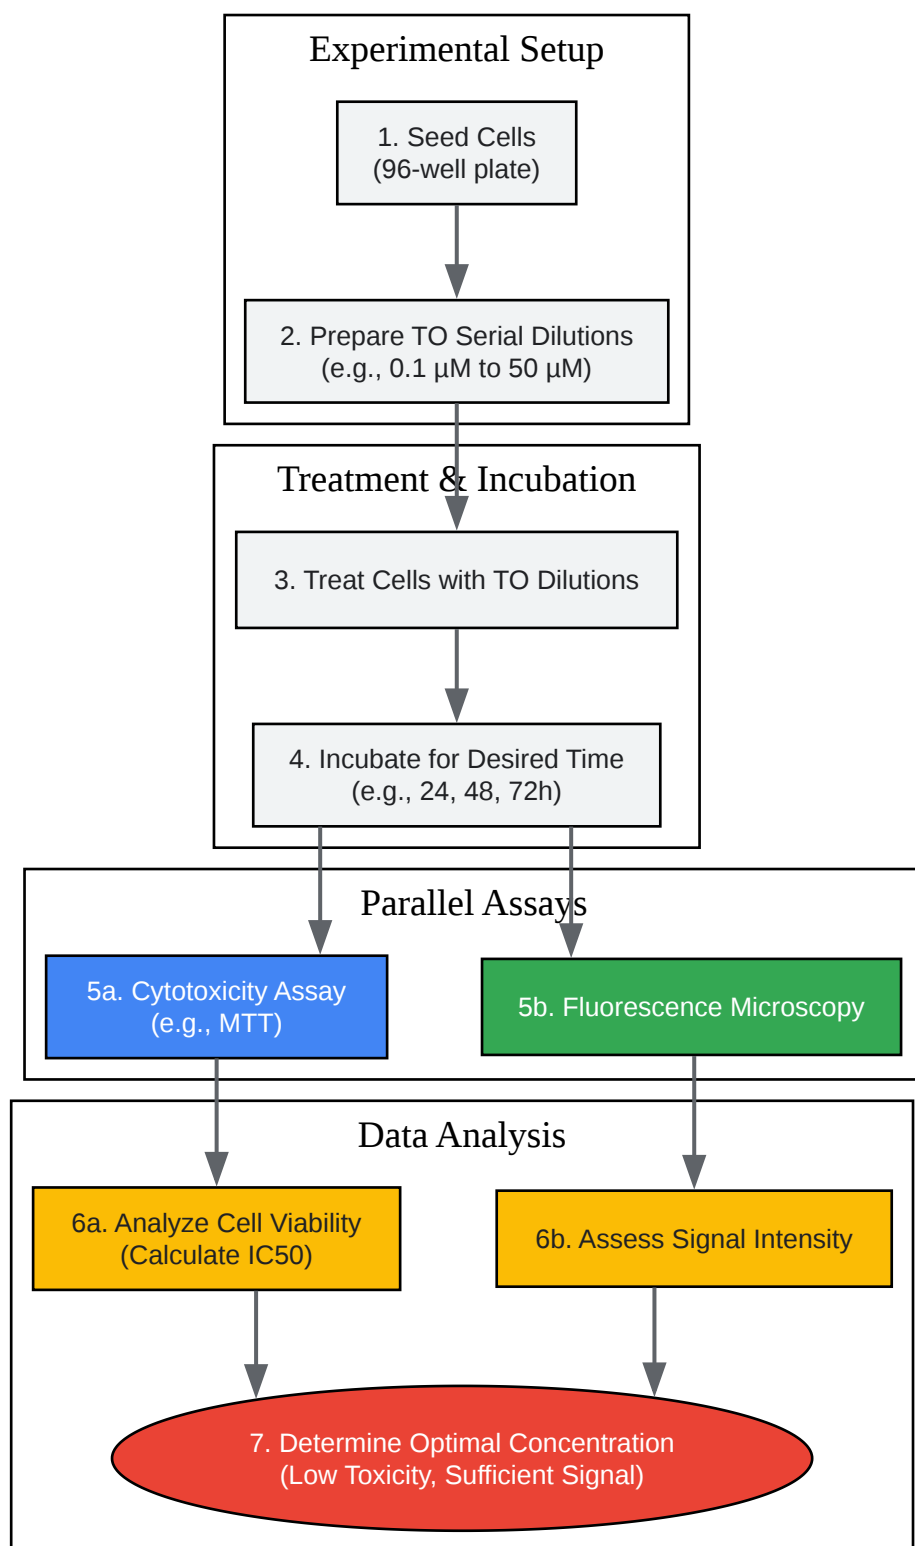 Experimental Setup
1. Seed Cells
(96-well plate)
2. Prepare TO Serial Dilutions
(e.g., 0.1 µM to 50 µM)
Treatment & Incubation
3. Treat Cells with TO Dilutions
4. Incubate for Desired Time
(e.g., 24, 48, 72h)
Parallel Assays
5a. Cytotoxicity Assay
(e.g., MTT)
5b. Fluorescence Microscopy
Data Analysis
6a. Analyze Cell Viability
(Calculate IC50)
6b. Assess Signal Intensity
7. Determine Optimal Concentration
(Low Toxicity, Sufficient Signal)